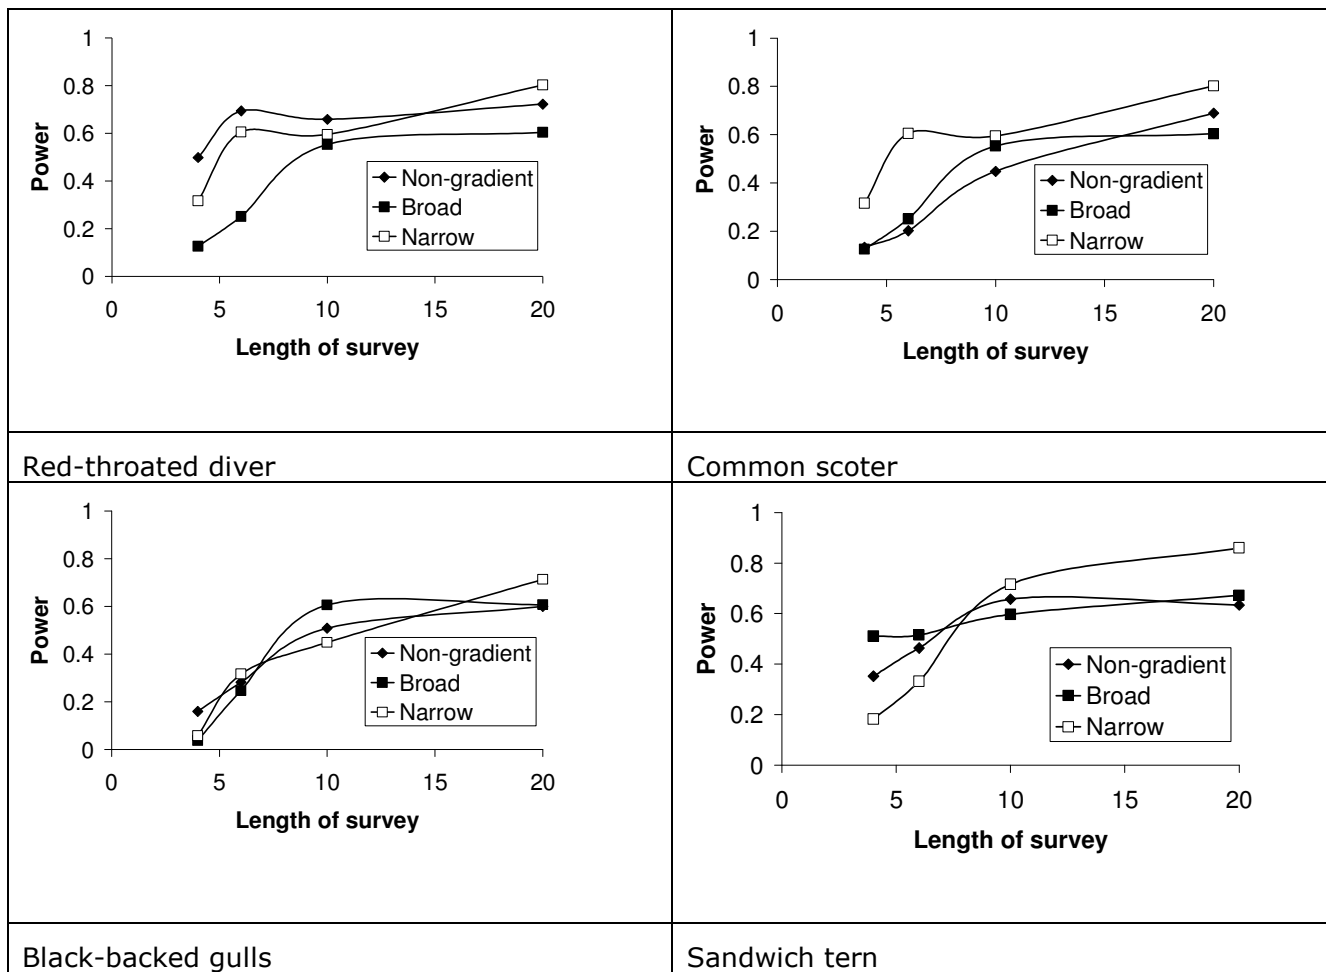 1
0.8
0.6
0.4
0.2
0
Power
0 5 10 15 20
Length of survey
Non-gradient
Broad
Narrow
Red-throated diver
1
0.8
0.6
0.4
0.2
0
Power
0 5 10 15 20
Length of survey
Non-gradient
Broad
Narrow
Common scoter
1
0.8
0.6
0.4
0.2
0
Power
0 5 10 15 20
Length of survey
Non-gradient
Broad
Narrow
Black-backed gulls
1
0.8
0.6
0.4
0.2
0
Power
0 5 10 15 20
Length of survey
Non-gradient
Broad
Narrow
Sandwich tern